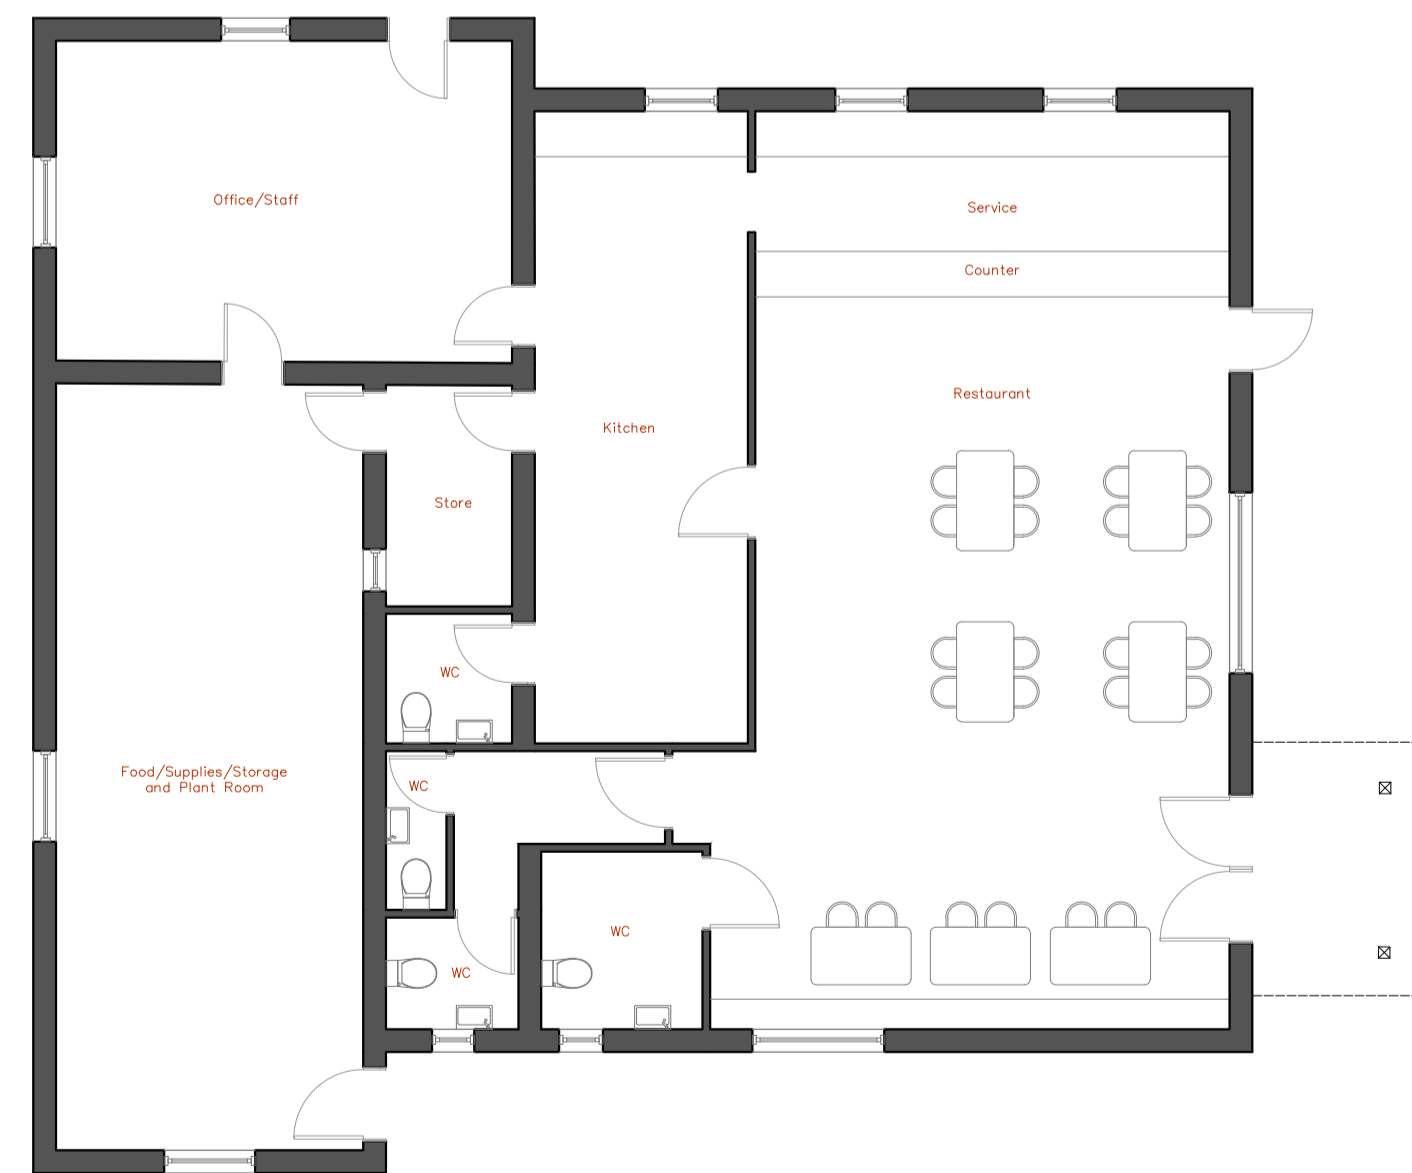 Office/Staff
Service
Counter
Restaurant
Kitchen
Store
WC
Food/Supplies/Storage
and Plant Room
WC
WC
WC